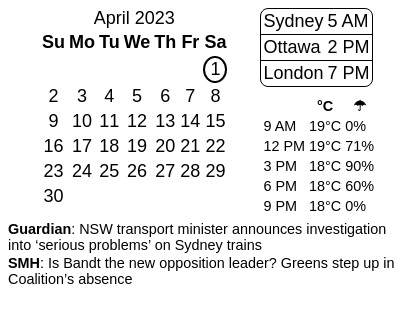 April 2023
Su Mo Tu We Th Fr Sa
1
2 3 4 5 6 7 8
9 10 11 12 13 14 15
16 17 18 19 20 21 22
23 24 25 26 27 28 29
30
Sydney 5 AM
Ottawa 2 PM
London 7 PM
°C ☂
9 AM 19°C 0%
12 PM 19°C 71%
3 PM 18°C 90%
6 PM 18°C 60%
9 PM 18°C 0%
Guardian: NSW transport minister announces investigation
into ‘serious problems’ on Sydney trains
SMH: Is Bandt the new opposition leader? Greens step up in
Coalition’s absence